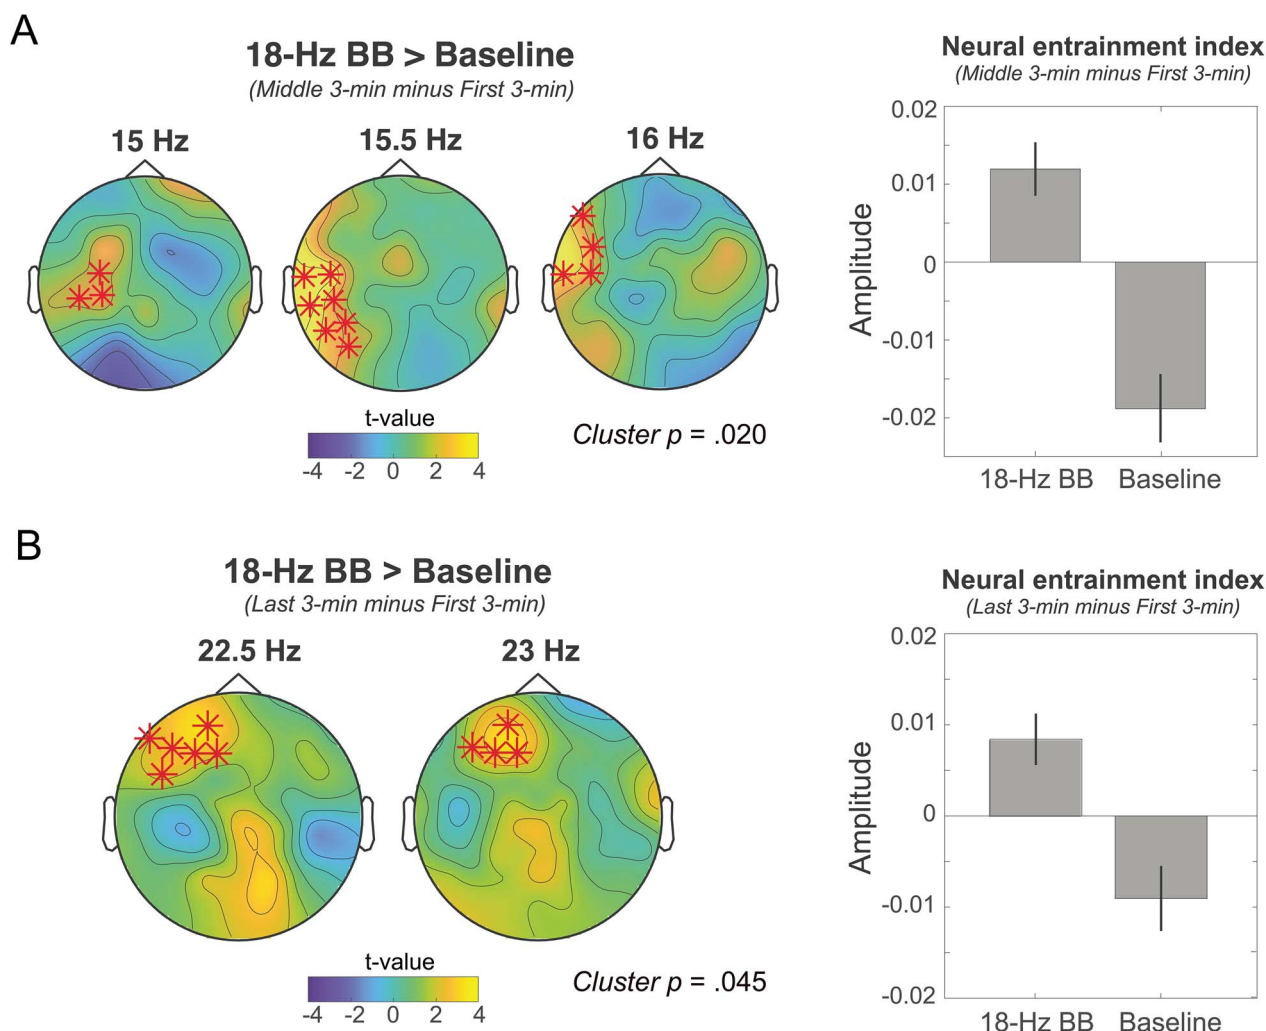 A
18-Hz BB > Baseline
(Middle 3-min minus First 3-min)
15 Hz
15.5 Hz
16 Hz
t-value
-4 -2 0 2 4
Cluster p = .020
Neural entrainment index
(Middle 3-min minus First 3-min)
Amplitude
0.02
0.01
0
-0.01
-0.02
18-Hz BB Baseline
B
18-Hz BB > Baseline
(Last 3-min minus First 3-min)
22.5 Hz
23 Hz
t-value
-4 -2 0 2 4
Cluster p = .045
Neural entrainment index
(Last 3-min minus First 3-min)
Amplitude
0.02
0.01
0
-0.01
-0.02
18-Hz BB Baseline